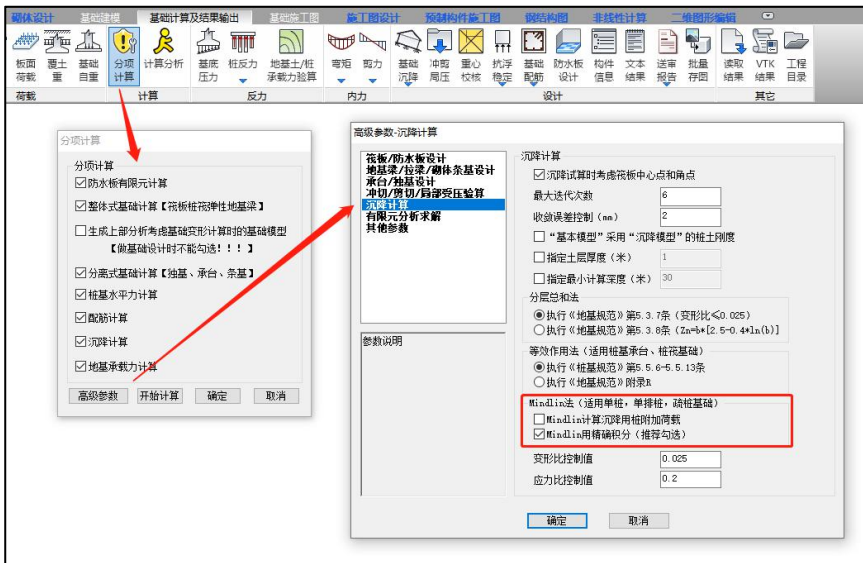 砌体设计 基础建模 基础计算及结果输出 基础施工图 施工图设计 预制构件施工图 钢结构图 非线性计算 二维图形编辑
板面荷载 覆土重 基础自重 分项计算 计算分析 基底压力 桩反力 地基土/桩承载力验算 弯矩 剪力 基础沉降 冲剪局压 重心校核 抗浮稳定 基础配筋 防水板设计 构件信息 文本结果 送审报告 批量存图 读取结果 VTK结果 工程目录
荷载 计算 反力 内力 设计 其它
分项计算
分项计算
防水板有限元计算
整体式基础计算【筏板桩筏弹性地基梁】
生成上部分析考虑基础变形计算时的基础模型
【做基础设计时不能勾选！！！】
分离式基础计算【独基、承台、条基】
桩基水平力计算
配筋计算
沉降计算
地基承载力计算
高级参数 开始计算 确定 取消
高级参数-沉降计算
筏板/防水板设计
地基梁/拉梁/砌体条基设计
承台/独基设计
冲切/剪切/局部受压验算
沉降计算
有限元分析求解
其他参数
参数说明
沉降计算
沉降试算时考虑筏板中心点和角点
最大迭代次数 6
收敛误差控制(mm) 2
“基本模型”采用“沉降模型”的桩土刚度
指定土层厚度(米) 1
指定最小计算深度(米) 30
分层总和法
执行《地基规范》第5.3.7条(变形比≤0.025)
执行《地基规范》第5.3.8条(Zn=b*[2.5-0.4*ln(b)]
等效作用法(适用桩基承台、桩筏基础)
执行《桩基规范》第5.5.6-5.5.13条
执行《地基规范》附录R
Mindlin法(适用单桩，单排桩，疏桩基础)
Mindlin计算沉降用桩附加荷载
Mindlin用精确积分(推荐勾选)
变形比控制值 0.025
应力比控制值 0.2
确定 取消